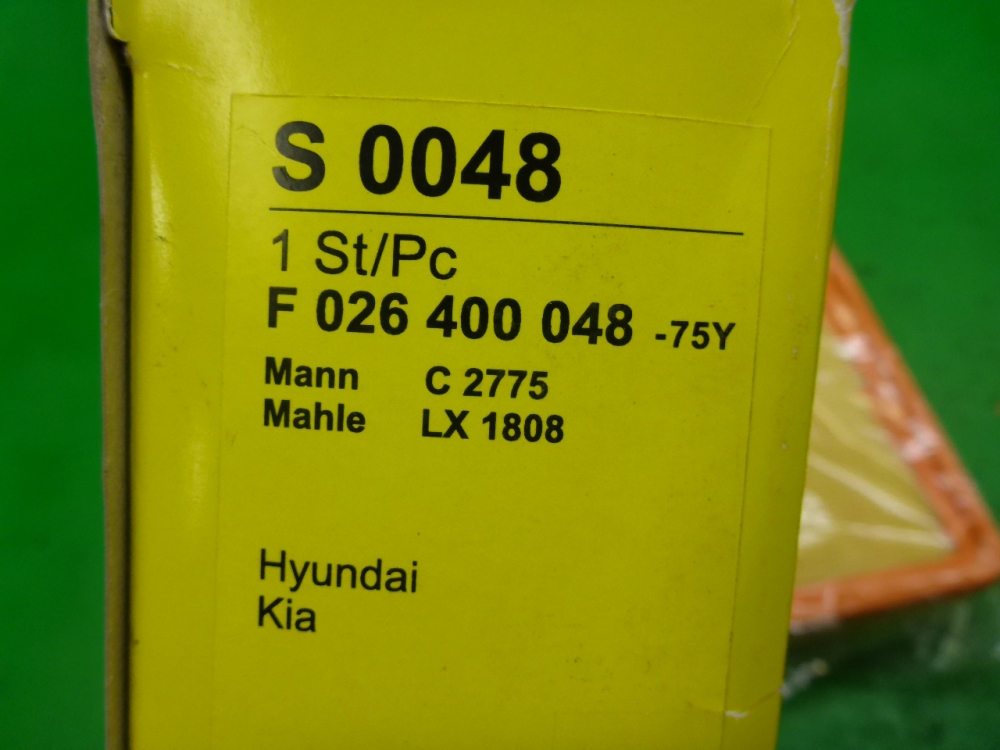 S 0048
1 St/Pc
F 026 400 048 -75Y
Mann C 2775
Mahle LX 1808
Hyundai
Kia